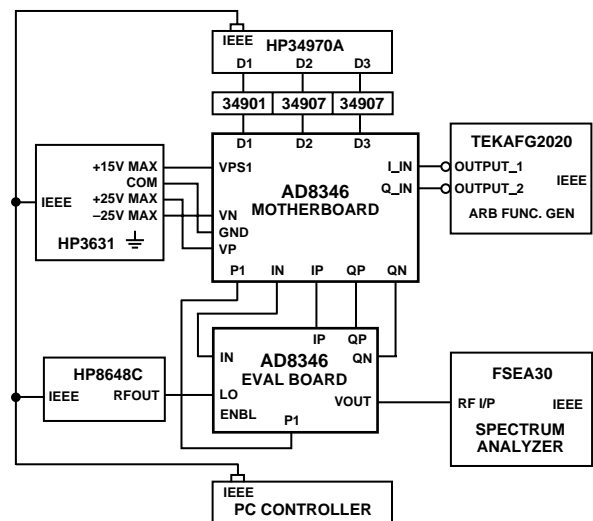 IEEE
HP34970A
D1 D2 D3
34901 34907 34907
D1 D2 D3
+15V MAX
COM
+25V MAX
–25V MAX
IEEE
HP3631
VPS1
VN
GND
VP
I_IN
Q_IN
AD8346
MOTHERBOARD
P1 IN IP QP QN
TEKAFG2020
OUTPUT_1
OUTPUT_2
IEEE
ARB FUNC. GEN
HP8648C
IEEE RFOUT
IP QP
IN
QN
AD8346
EVAL BOARD
LO
ENBL
VOUT
P1
FSEA30
RF I/P IEEE
SPECTRUM
ANALYZER
IEEE
PC CONTROLLER